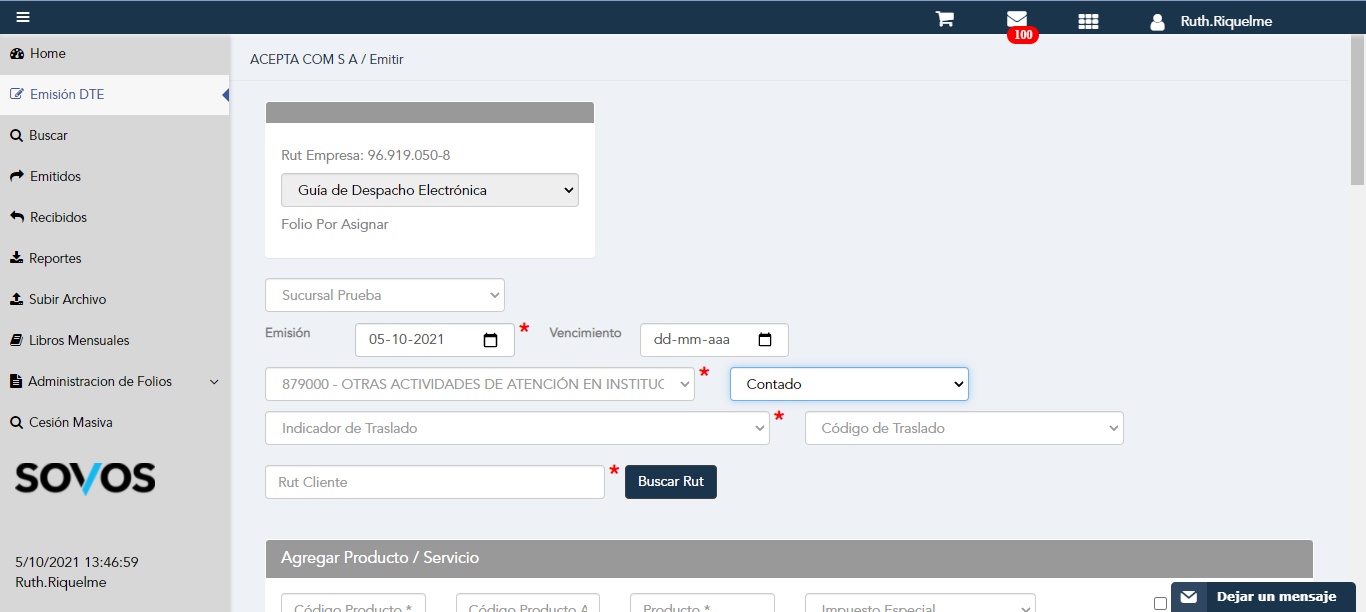 Ruth.Riquelme
100
Home
Emisión DTE
Buscar
Emitidos
Recibidos
Reportes
Subir Archivo
Libros Mensuales
Administracion de Folios
Cesión Masiva
SOVOS
5/10/2021 13:46:59
Ruth.Riquelme
ACEPTA COM S A / Emitir
Rut Empresa: 96.919.050-8
Guía de Despacho Electrónica
Folio Por Asignar
Sucursal Prueba
Emisión 05-10-2021 * Vencimiento dd-mm-aaa
879000 - OTRAS ACTIVIDADES DE ATENCIÓN EN INSTITUC * Contado
Indicador de Traslado * Código de Traslado
Rut Cliente * Buscar Rut
Agregar Producto / Servicio
Código Producto * Código Producto A Producto * Impuesto Especial
Dejar un mensaje